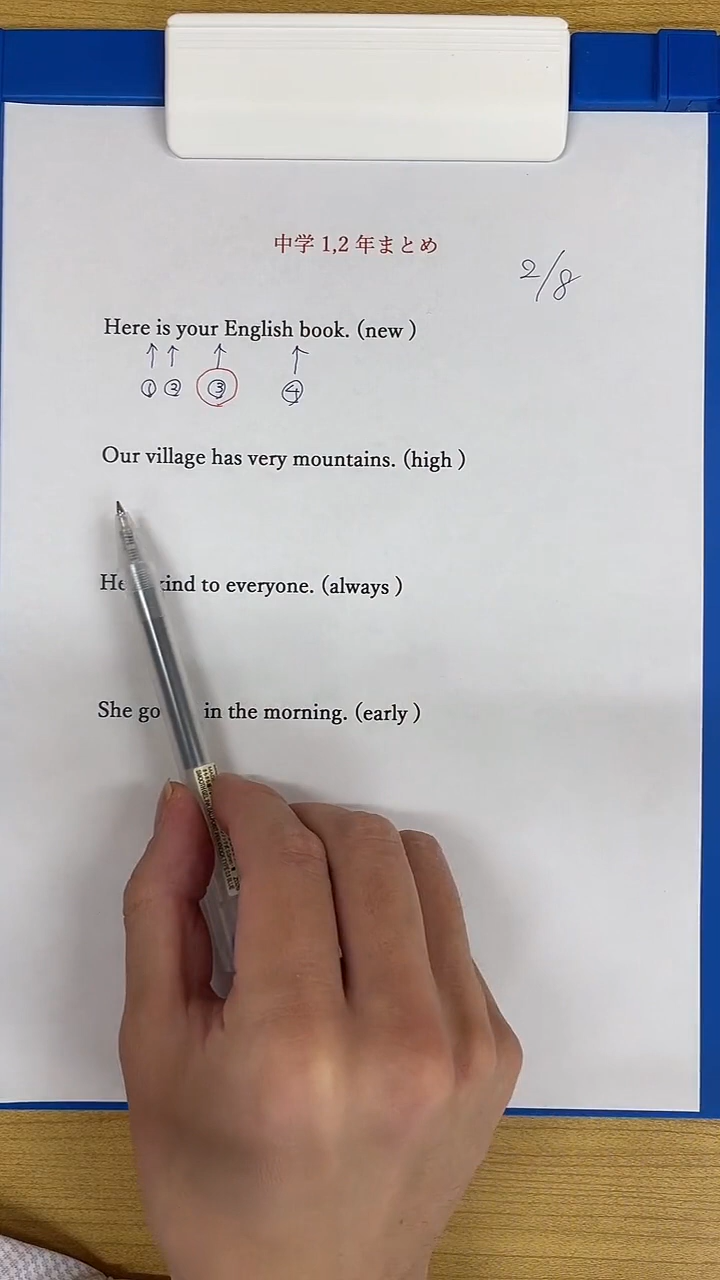 中学1,2年まとめ
2/8
Here is your English book. (new )
↑ ↑ ↑ ↑
① ② ③ ④
Our village has very mountains. (high )
He kind to everyone. (always )
She go in the morning. (early )